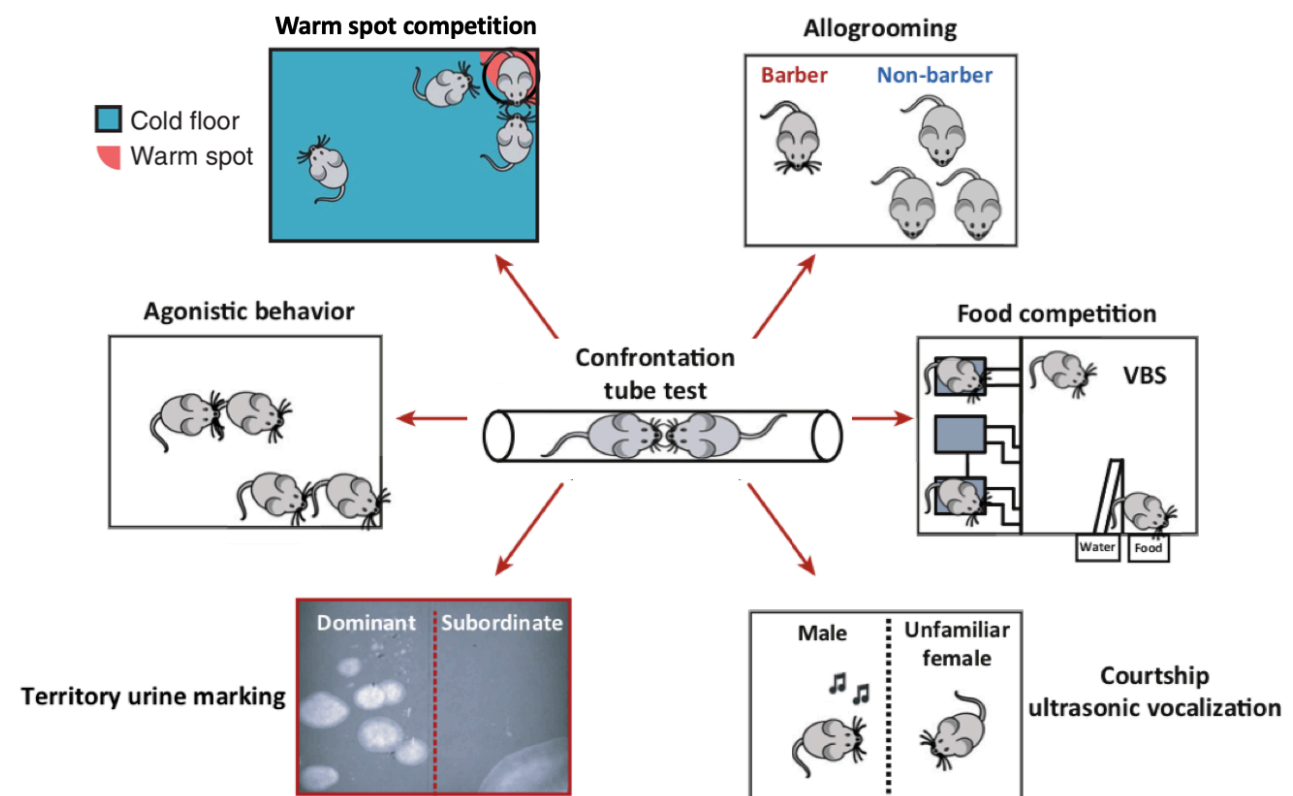 Warm spot competition
Cold floor
Warm spot
Allogrooming
Barber
Non-barber
Agonistic behavior
Confrontation
tube test
Food competition
VBS
Water
Food
Territory urine marking
Dominant
Subordinate
Male
Unfamiliar
female
Courtship
ultrasonic vocalization